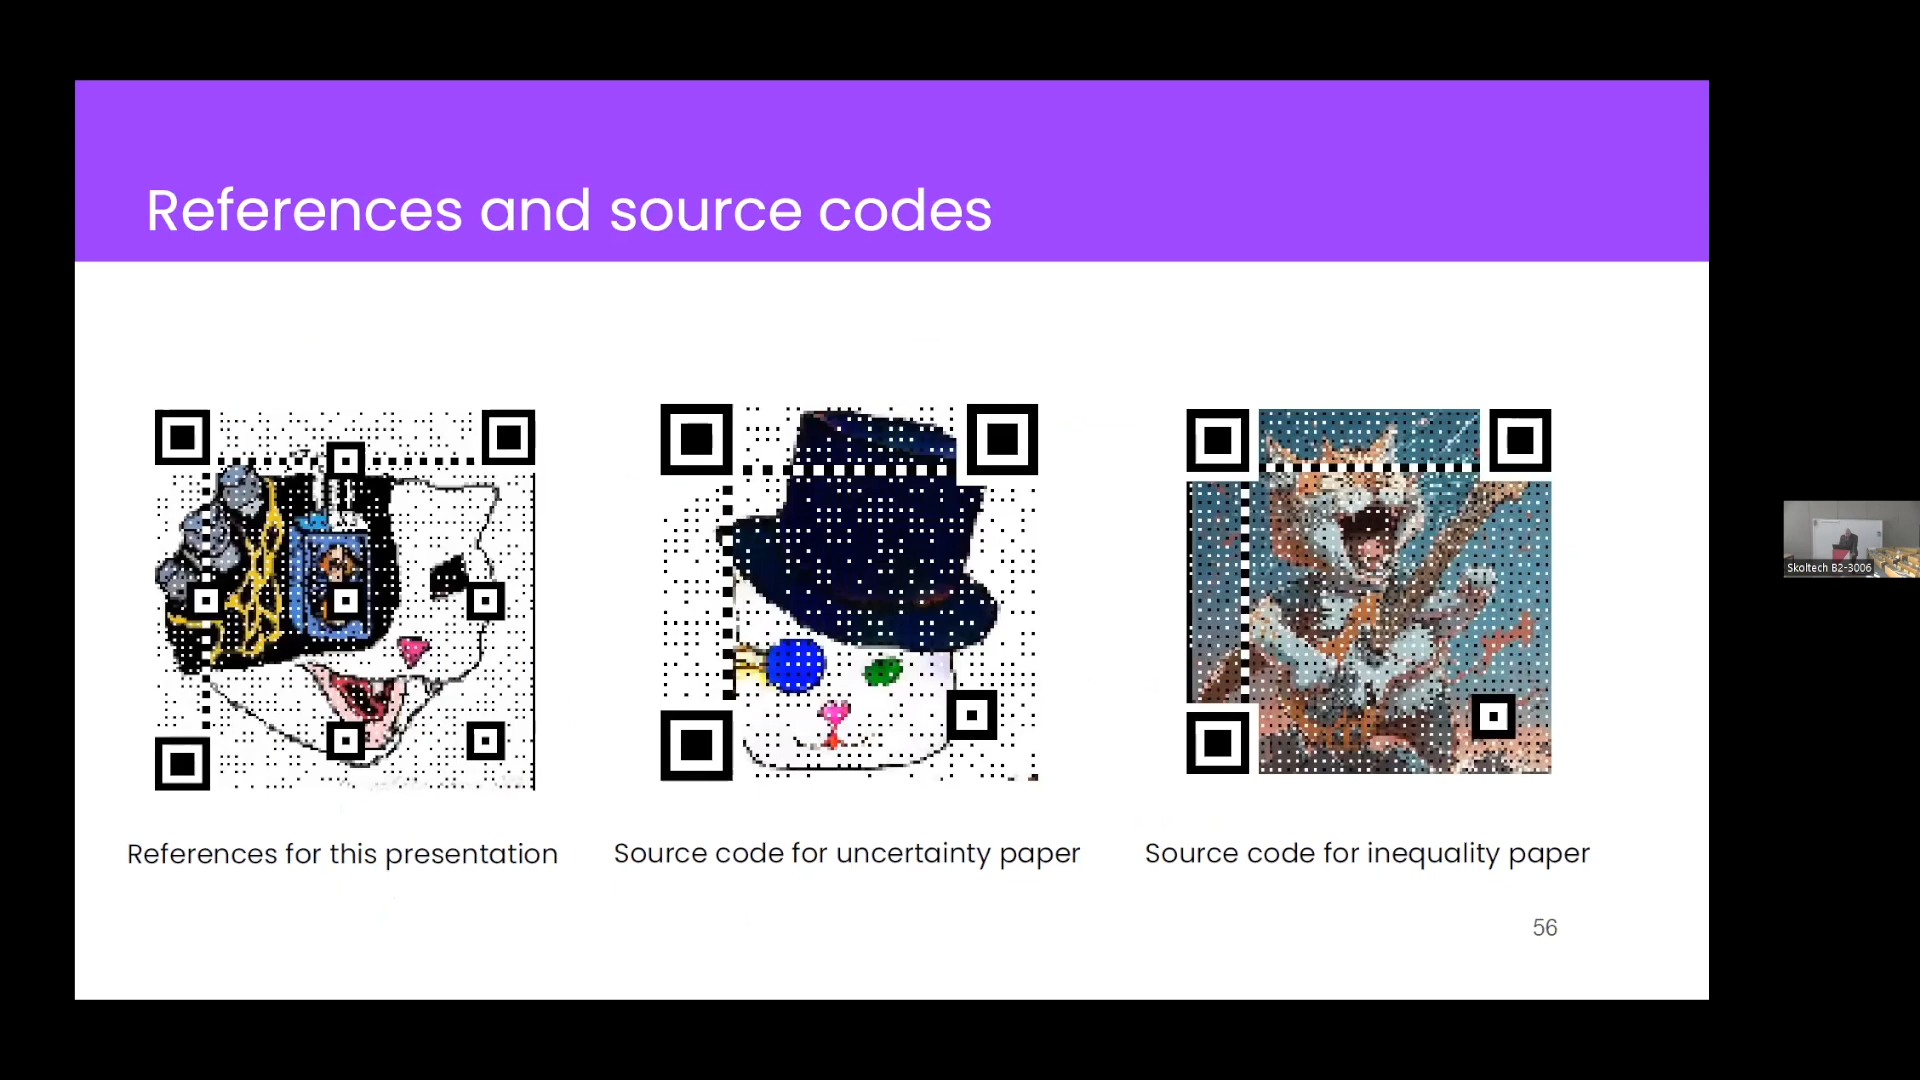 References and source codes
References for this presentation
Source code for uncertainty paper
Source code for inequality paper
56
Skoltech B2-3006